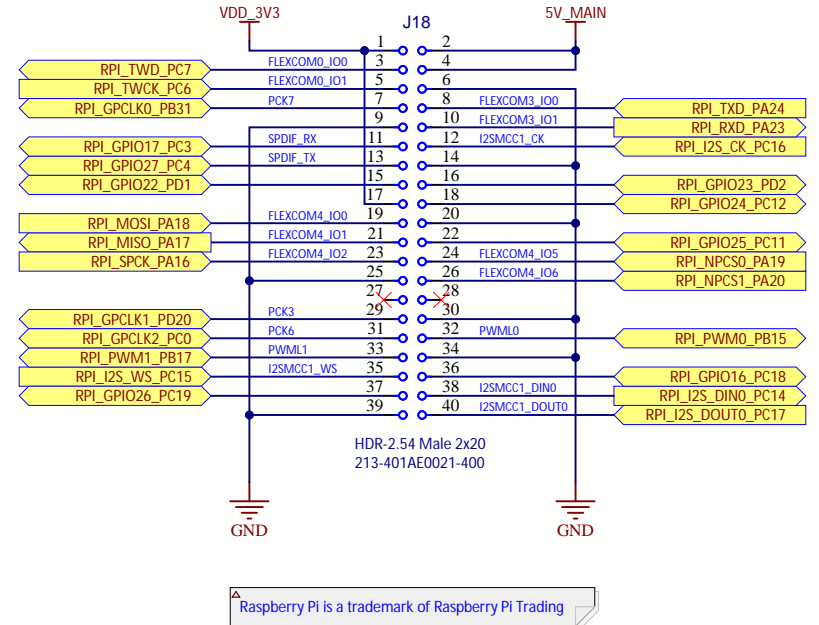 VDD_3V3 5V_MAIN
J18
1 2
RPI_TWD_PC7 FLEXCOM0_IO0 3 4
RPI_TWCK_PC6 FLEXCOM0_IO1 5 6
RPI_GPCLK0_PB31 PCK7 7 8 FLEXCOM3_IO0 RPI_TXD_PA24
9 10 FLEXCOM3_IO1 RPI_RXD_PA23
RPI_GPIO17_PC3 SPDIF_RX 11 12 I2SMCC1_CK RPI_I2S_CK_PC16
RPI_GPIO27_PC4 SPDIF_TX 13 14
RPI_GPIO22_PD1 15 16 RPI_GPIO23_PD2
17 18 RPI_GPIO24_PC12
RPI_MOSI_PA18 FLEXCOM4_IO0 19 20
RPI_MISO_PA17 FLEXCOM4_IO1 21 22 RPI_GPIO25_PC11
RPI_SPCK_PA16 FLEXCOM4_IO2 23 24 FLEXCOM4_IO5 RPI_NPCS0_PA19
25 26 FLEXCOM4_IO6 RPI_NPCS1_PA20
27 28
RPI_GPCLK1_PD20 PCK3 29 30
RPI_GPCLK2_PC0 PCK6 31 32 PWML0 RPI_PWM0_PB15
RPI_PWM1_PB17 PWML1 33 34
RPI_I2S_WS_PC15 I2SMCC1_WS 35 36 RPI_GPIO16_PC18
RPI_GPIO26_PC19 37 38 I2SMCC1_DIN0 RPI_I2S_DIN0_PC14
39 40 I2SMCC1_DOUT0 RPI_I2S_DOUT0_PC17
HDR-2.54 Male 2x20
213-401AE0021-400
GND GND
Raspberry Pi is a trademark of Raspberry Pi Trading